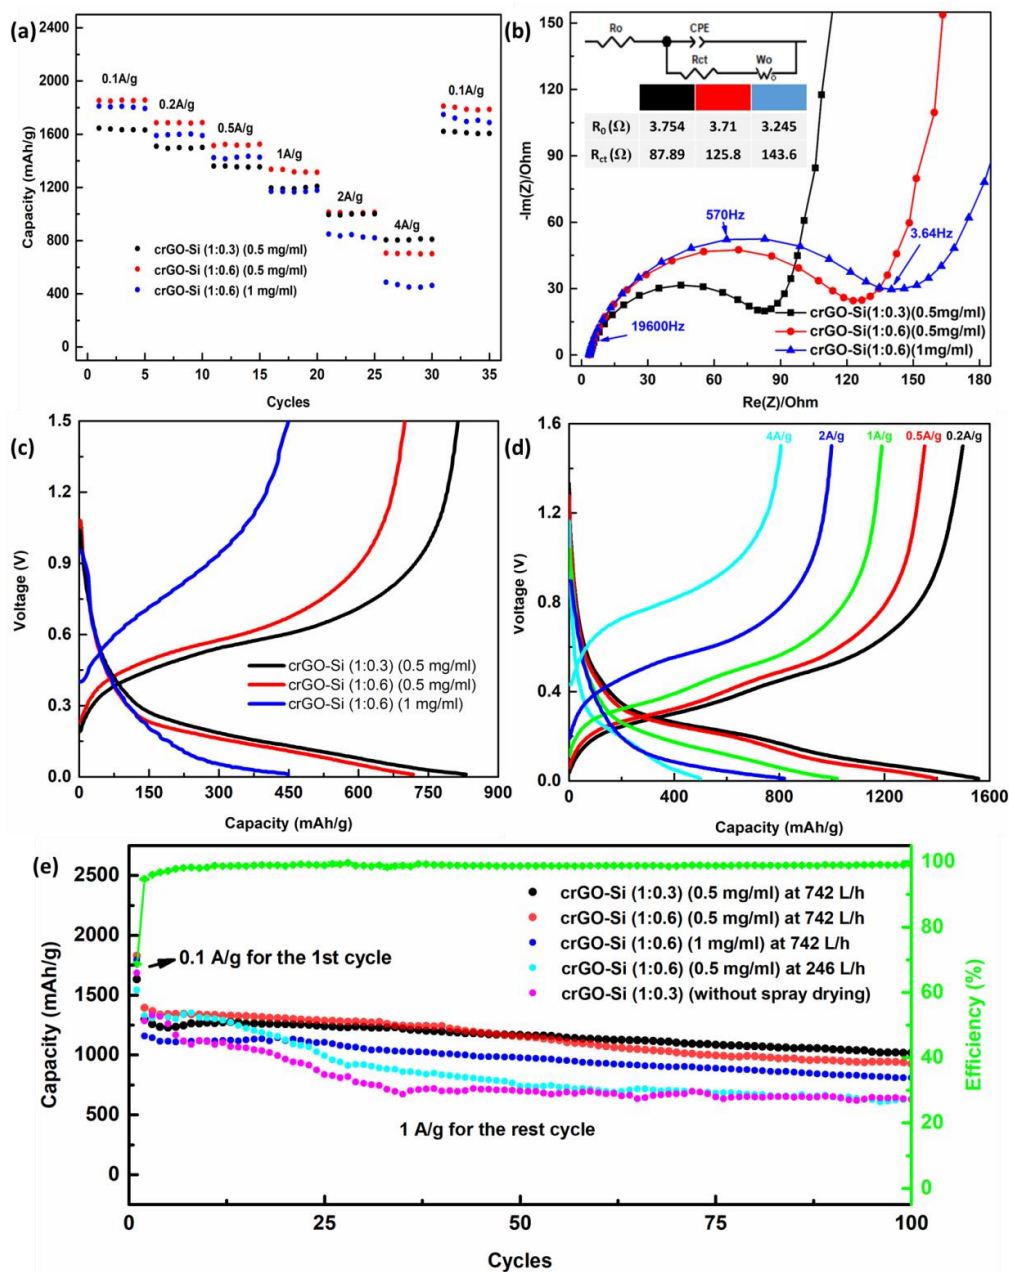 (a)
2400
2000
1600
1200
800
400
0
Capacity (mAh/g)
0.1A/g
0.2A/g
0.5A/g
1A/g
2A/g
4A/g
0.1A/g
crGO-Si (1:0.3) (0.5 mg/ml)
crGO-Si (1:0.6) (0.5 mg/ml)
crGO-Si (1:0.6) (1 mg/ml)
0 5 10 15 20 25 30 35
Cycles
(b)
-150
-120
-90
60
30
0
-Im(Z)/Ohm
Ro CPE
Rct Wo
R0 (Ω) 3.754 3.71 3.245
Rct (Ω) 87.89 125.8 143.6
570Hz
3.64Hz
19600Hz
crGO-Si(1:0.3)(0.5mg/ml)
crGO-Si(1:0.6)(0.5mg/ml)
crGO-Si(1:0.6)(1mg/ml)
0 30 60 90 120 150 180
Re(Z)/Ohm
(c)
1.5
1.2
0.9
0.6
0.3
0.0
Voltage (V)
crGO-Si (1:0.3) (0.5 mg/ml)
crGO-Si (1:0.6) (0.5 mg/ml)
crGO-Si (1:0.6) (1 mg/ml)
0 150 300 450 600 750 900
Capacity (mAh/g)
(d)
1.6
1.2
0.8
0.4
0.0
Voltage (V)
4A/g 2A/g 1A/g 0.5A/g 0.2A/g
0 400 800 1200 1600
Capacity (mAh/g)
(e)
2500
2000
1500
1000
500
0
Capacity (mAh/g)
0.1 A/g for the 1st cycle
crGO-Si (1:0.3) (0.5 mg/ml) at 742 L/h
crGO-Si (1:0.6) (0.5 mg/ml) at 742 L/h
crGO-Si (1:0.6) (1 mg/ml) at 742 L/h
crGO-Si (1:0.6) (0.5 mg/ml) at 246 L/h
crGO-Si (1:0.3) (without spray drying)
1 A/g for the rest cycle
100
80
60
40
20
0
Efficiency (%)
0 25 50 75 100
Cycles